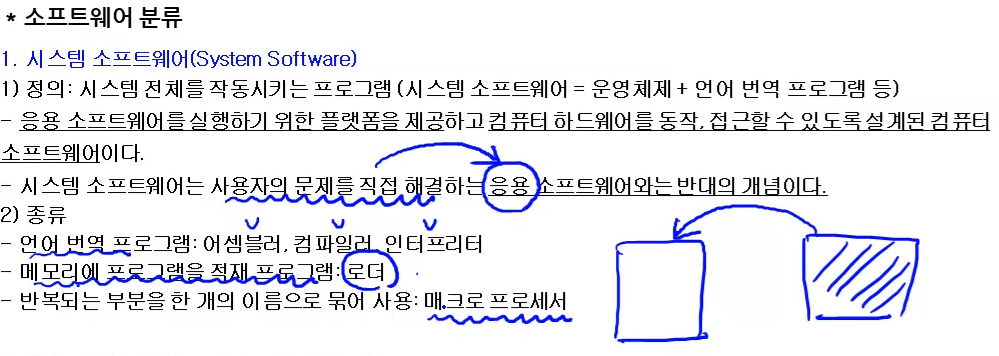 * 소프트웨어 분류
1. 시스템 소프트웨어(System Software)
1) 정의: 시스템 전체를 작동시키는 프로그램 (시스템 소프트웨어 = 운영체제 + 언어 번역 프로그램 등)
- 응용 소프트웨어를 실행하기 위한 플랫폼을 제공하고 컴퓨터 하드웨어를 동작, 접근할 수 있도록 설계된 컴퓨터
소프트웨어이다.
- 시스템 소프트웨어는 사용자의 문제를 직접 해결하는 응용 소프트웨어와는 반대의 개념이다.
2) 종류
- 언어 번역 프로그램: 어셈블러, 컴파일러, 인터프리터
- 메모리에 프로그램을 적재 프로그램: 로더
- 반복되는 부분을 한 개의 이름으로 묶어 사용: 매크로 프로세서